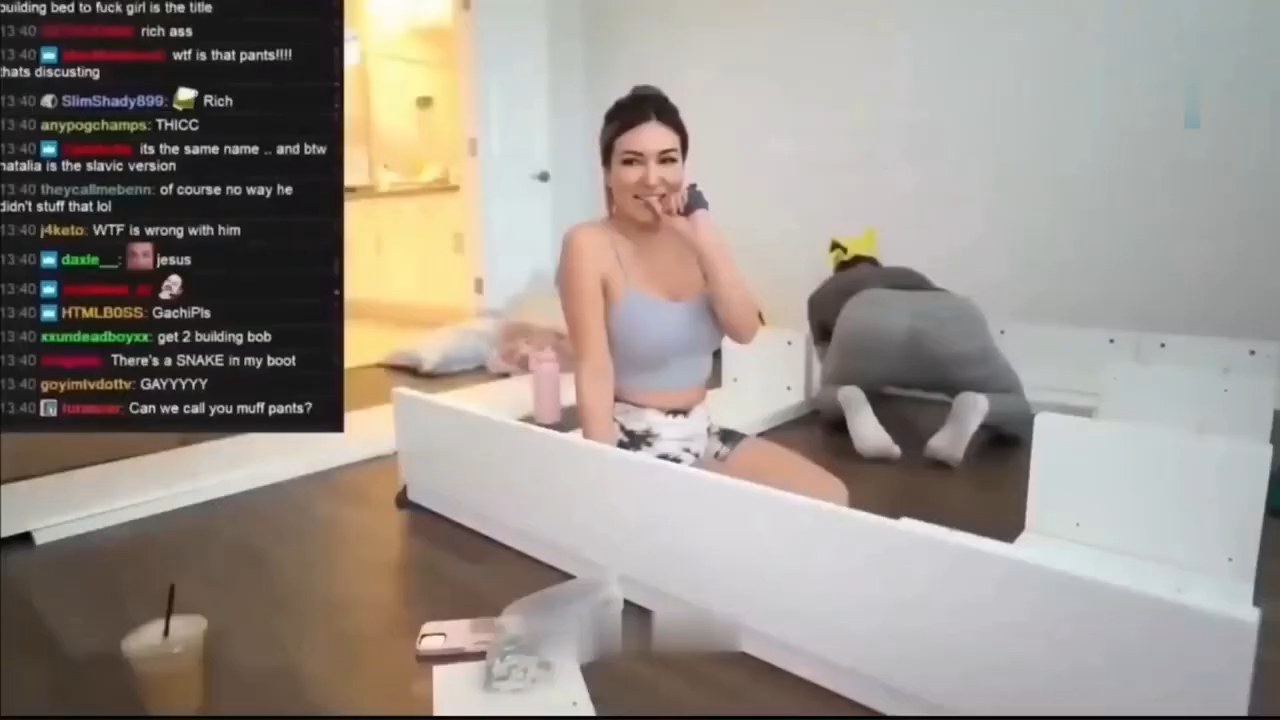 building bed to fuck girl is the title
13:40 rich ass
13:40 wtf is that pants!!!!
thats discusting
13:40 SlimShady899: Rich
13:40 anypogchamps: THICC
13:40 its the same name .. and btw
natalia is the slavic version
13:40 theycallmebenn: of course no way he
didn't stuff that lol
13:40 j4keto: WTF is wrong with him
13:40 daxie__: jesus
13:40
13:40 HTMLB0SS: GachiPls
13:40 xxundeadboyxx: get 2 building bob
13:40 There's a SNAKE in my boot
13:40 goyimlvdottv: GAYYYYY
13:40 Can we call you muff pants?